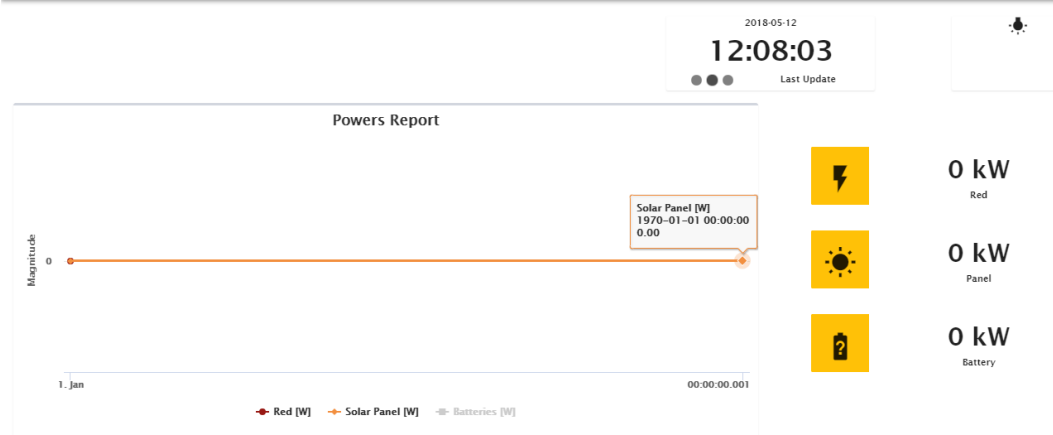 2018-05-12
12:08:03
Last Update
Powers Report
Solar Panel [W]
1970-01-01 00:00:00
0.00
Magnitude
0
1. Jan
00:00:00.001
Red [W]
Solar Panel [W]
Batteries [W]
0 kW
Red
0 kW
Panel
?
0 kW
Battery